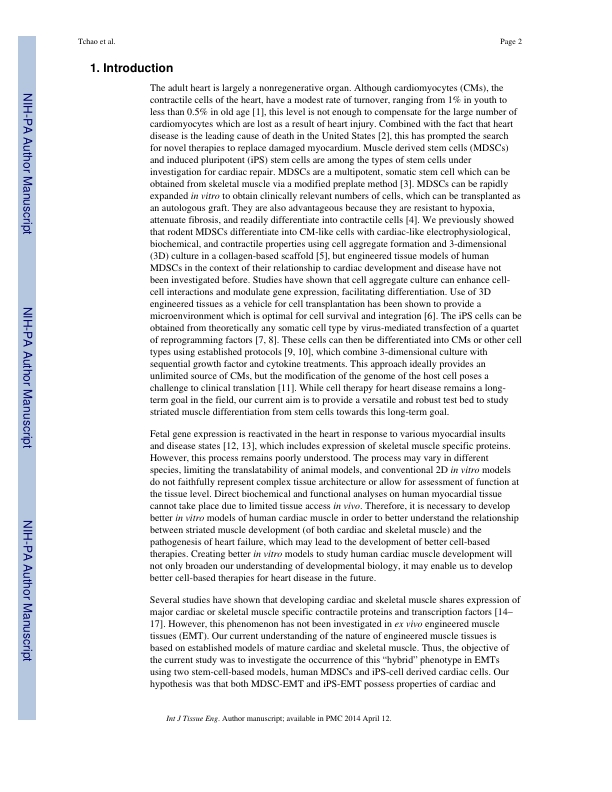 Tchao et al.
Page 2
NIH-PA Author Manuscript
NIH-PA Author Manuscript
NIH-PA Author Manuscript
1. Introduction
The adult heart is largely a nonregenerative organ. Although cardiomyocytes (CMs), the
contractile cells of the heart, have a modest rate of turnover, ranging from 1% in youth to
less than 0.5% in old age [1], this level is not enough to compensate for the large number of
cardiomyocytes which are lost as a result of heart injury. Combined with the fact that heart
disease is the leading cause of death in the United States [2], this has prompted the search
for novel therapies to replace damaged myocardium. Muscle derived stem cells (MDSCs)
and induced pluripotent (iPS) stem cells are among the types of stem cells under
investigation for cardiac repair. MDSCs are a multipotent, somatic stem cell which can be
obtained from skeletal muscle via a modified preplate method [3]. MDSCs can be rapidly
expanded in vitro to obtain clinically relevant numbers of cells, which can be transplanted as
an autologous graft. They are also advantageous because they are resistant to hypoxia,
attenuate fibrosis, and readily differentiate into contractile cells [4]. We previously showed
that rodent MDSCs differentiate into CM-like cells with cardiac-like electrophysiological,
biochemical, and contractile properties using cell aggregate formation and 3-dimensional
(3D) culture in a collagen-based scaffold [5], but engineered tissue models of human
MDSCs in the context of their relationship to cardiac development and disease have not
been investigated before. Studies have shown that cell aggregate culture can enhance cell-
cell interactions and modulate gene expression, facilitating differentiation. Use of 3D
engineered tissues as a vehicle for cell transplantation has been shown to provide a
microenvironment which is optimal for cell survival and integration [6]. The iPS cells can be
obtained from theoretically any somatic cell type by virus-mediated transfection of a quartet
of reprogramming factors [7, 8]. These cells can then be differentiated into CMs or other cell
types using established protocols [9, 10], which combine 3-dimensional culture with
sequential growth factor and cytokine treatments. This approach ideally provides an
unlimited source of CMs, but the modification of the genome of the host cell poses a
challenge to clinical translation [11]. While cell therapy for heart disease remains a long-
term goal in the field, our current aim is to provide a versatile and robust test bed to study
striated muscle differentiation from stem cells towards this long-term goal.
Fetal gene expression is reactivated in the heart in response to various myocardial insults
and disease states [12, 13], which includes expression of skeletal muscle specific proteins.
However, this process remains poorly understood. The process may vary in different
species, limiting the translatability of animal models, and conventional 2D in vitro models
do not faithfully represent complex tissue architecture or allow for assessment of function at
the tissue level. Direct biochemical and functional analyses on human myocardial tissue
cannot take place due to limited tissue access in vivo. Therefore, it is necessary to develop
better in vitro models of human cardiac muscle in order to better understand the relationship
between striated muscle development (of both cardiac and skeletal muscle) and the
pathogenesis of heart failure, which may lead to the development of better cell-based
therapies. Creating better in vitro models to study human cardiac muscle development will
not only broaden our understanding of developmental biology, it may enable us to develop
better cell-based therapies for heart disease in the future.
Several studies have shown that developing cardiac and skeletal muscle shares expression of
major cardiac or skeletal muscle specific contractile proteins and transcription factors [14–
17]. However, this phenomenon has not been investigated in ex vivo engineered muscle
tissues (EMT). Our current understanding of the nature of engineered muscle tissues is
based on established models of mature cardiac and skeletal muscle. Thus, the objective of
the current study was to investigate the occurrence of this “hybrid” phenotype in EMTs
using two stem-cell-based models, human MDSCs and iPS-cell derived cardiac cells. Our
hypothesis was that both MDSC-EMT and iPS-EMT possess properties of cardiac and
Int J Tissue Eng. Author manuscript; available in PMC 2014 April 12.